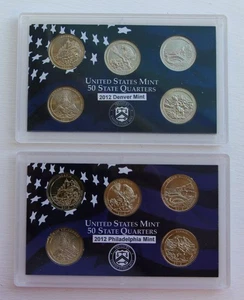 UNITED STATES MINT
50 STATE QUARTERS
2012 Denver Mint
UNITED STATES MINT
50 STATE QUARTERS
2012 Philadelphia Mint